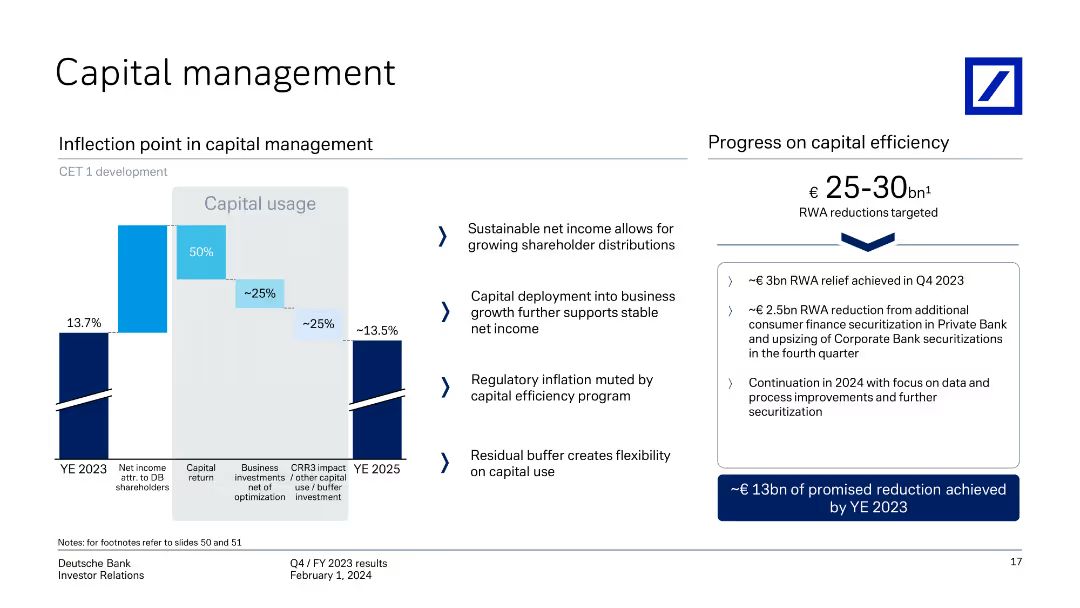 Capital management
Inflection point in capital management
CET 1 development
Capital usage
50%
~25%
~25%
13.7%
~13.5%
YE 2023
Net income
attr. to DB
shareholders
Capital
return
Business
investments
net of
optimization
CRR3 impact
/ other capital
use / buffer
investment
YE 2025
Sustainable net income allows for
growing shareholder distributions
Capital deployment into business
growth further supports stable
net income
Regulatory inflation muted by
capital efficiency program
Residual buffer creates flexibility
on capital use
Progress on capital efficiency
€ 25-30bn¹
RWA reductions targeted
~€ 3bn RWA relief achieved in Q4 2023
~€ 2.5bn RWA reduction from additional
consumer finance securitization in Private Bank
and upsizing of Corporate Bank securitizations
in the fourth quarter
Continuation in 2024 with focus on data and
process improvements and further
securitization
~€ 13bn of promised reduction achieved
by YE 2023
Notes: for footnotes refer to slides 50 and 51
Deutsche Bank
Investor Relations
Q4 / FY 2023 results
February 1, 2024
17